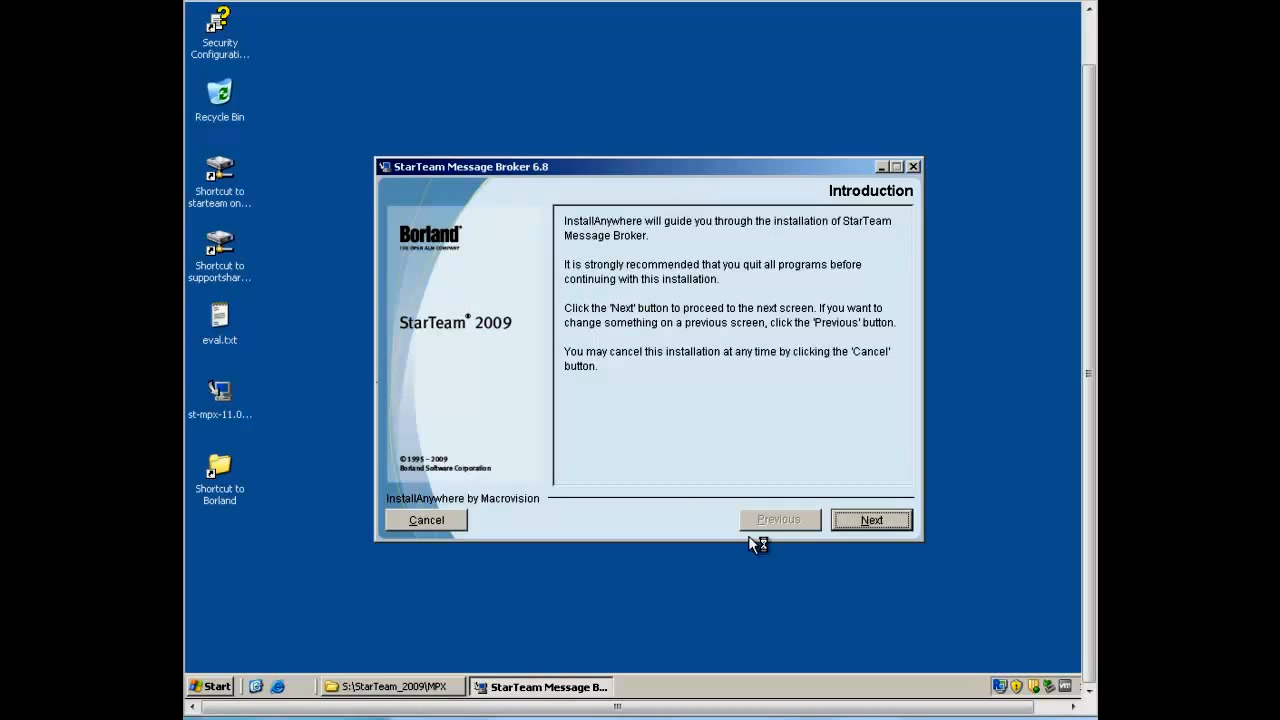 Security
Configurati...
Recycle Bin
Shortcut to
starteam on...
Shortcut to
supportshar...
eval.txt
st-mpx-11.0...
Shortcut to
Borland
StarTeam Message Broker 6.8
Introduction
Borland®
THE OPEN ALM COMPANY
StarTeam® 2009
© 1995 - 2009
Borland Software Corporation
InstallAnywhere will guide you through the installation of StarTeam
Message Broker.
It is strongly recommended that you quit all programs before
continuing with this installation.
Click the 'Next' button to proceed to the next screen. If you want to
change something on a previous screen, click the 'Previous' button.
You may cancel this installation at any time by clicking the 'Cancel'
button.
InstallAnywhere by Macrovision
Cancel
Previous
Next
Start
S:\StarTeam_2009\MPX
StarTeam Message B...